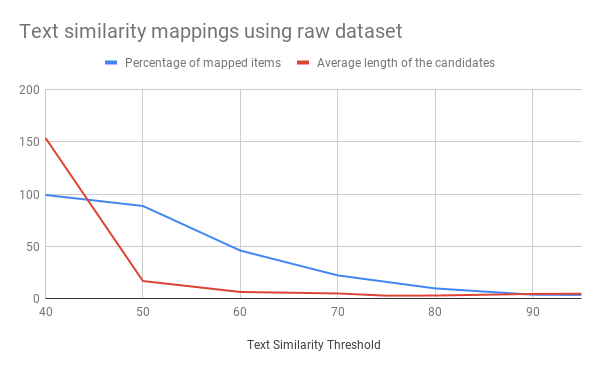 Text similarity mappings using raw dataset
Percentage of mapped items Average length of the candidates
200
150
100
50
0
40 50 60 70 80 90
Text Similarity Threshold